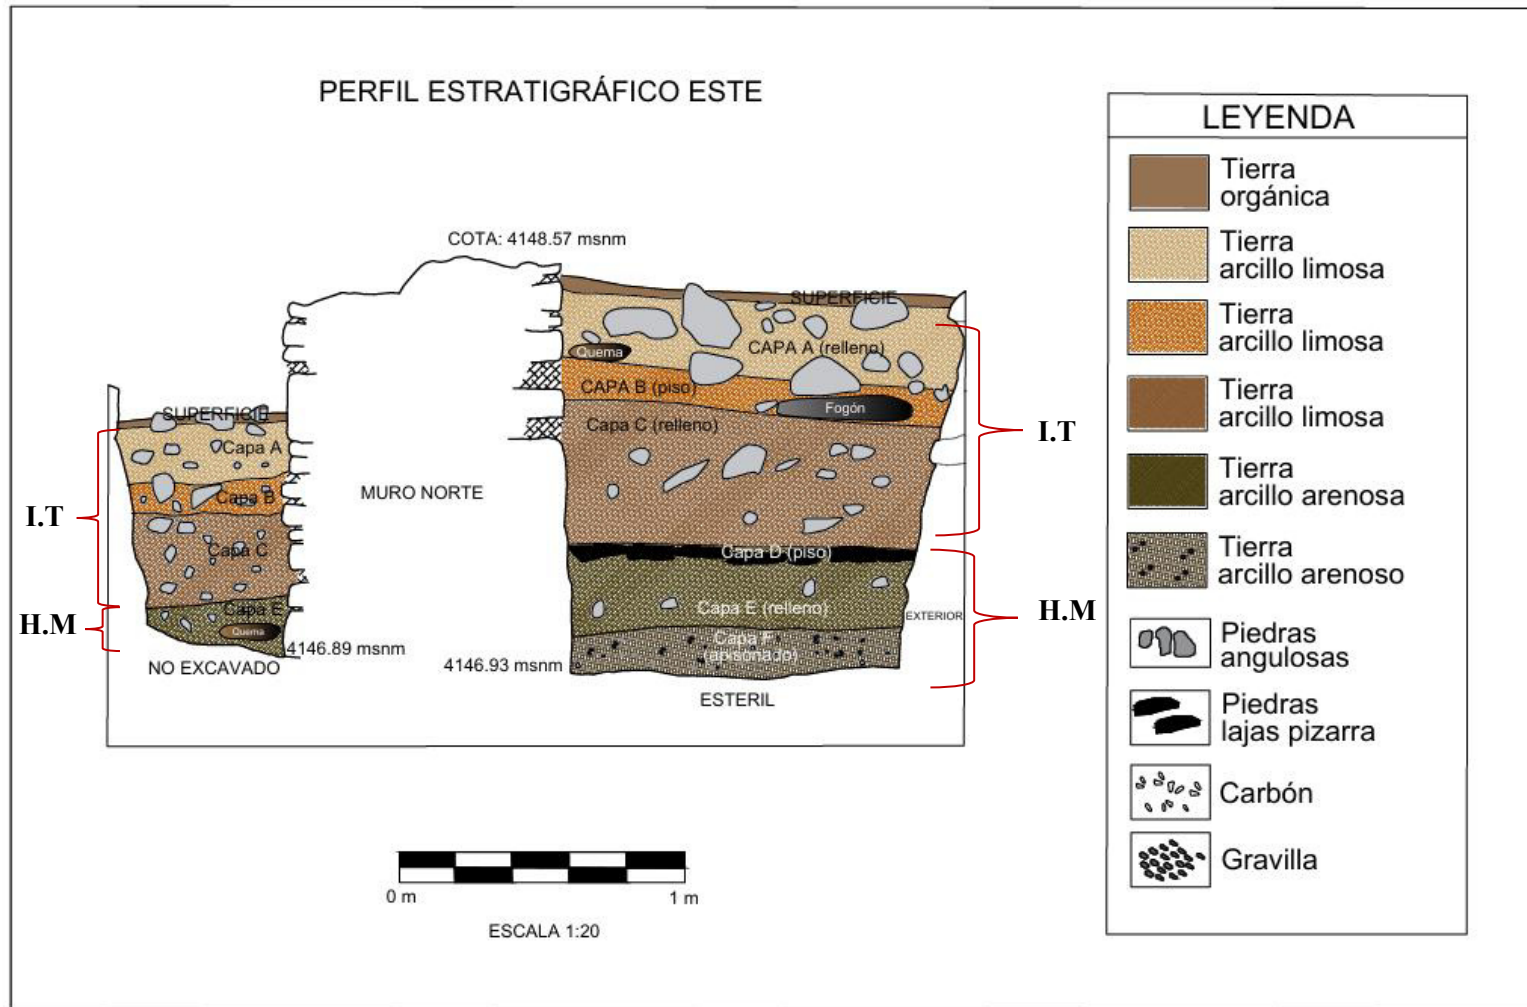 PERFIL ESTRATIGRÁFICO ESTE
COTA: 4148.57 msnm
SUPERFICIE
CAPA A (relleno)
Quema
CAPA B (piso)
Fogón
Capa C (relleno)
I.T
Capa D (piso)
Capa E (relleno)
EXTERIOR
H.M
Capa F
(apisonado)
4146.93 msnm
ESTERIL
MURO NORTE
SUPERFICIE
Capa A
Capa B
I.T
Capa C
Capa E
H.M
Quema
4146.89 msnm
NO EXCAVADO
0 m
1 m
ESCALA 1:20
LEYENDA
Tierra
orgánica
Tierra
arcillo limosa
Tierra
arcillo limosa
Tierra
arcillo limosa
Tierra
arcillo arenosa
Tierra
arcillo arenoso
Piedras
angulosas
Piedras
lajas pizarra
Carbón
Gravilla